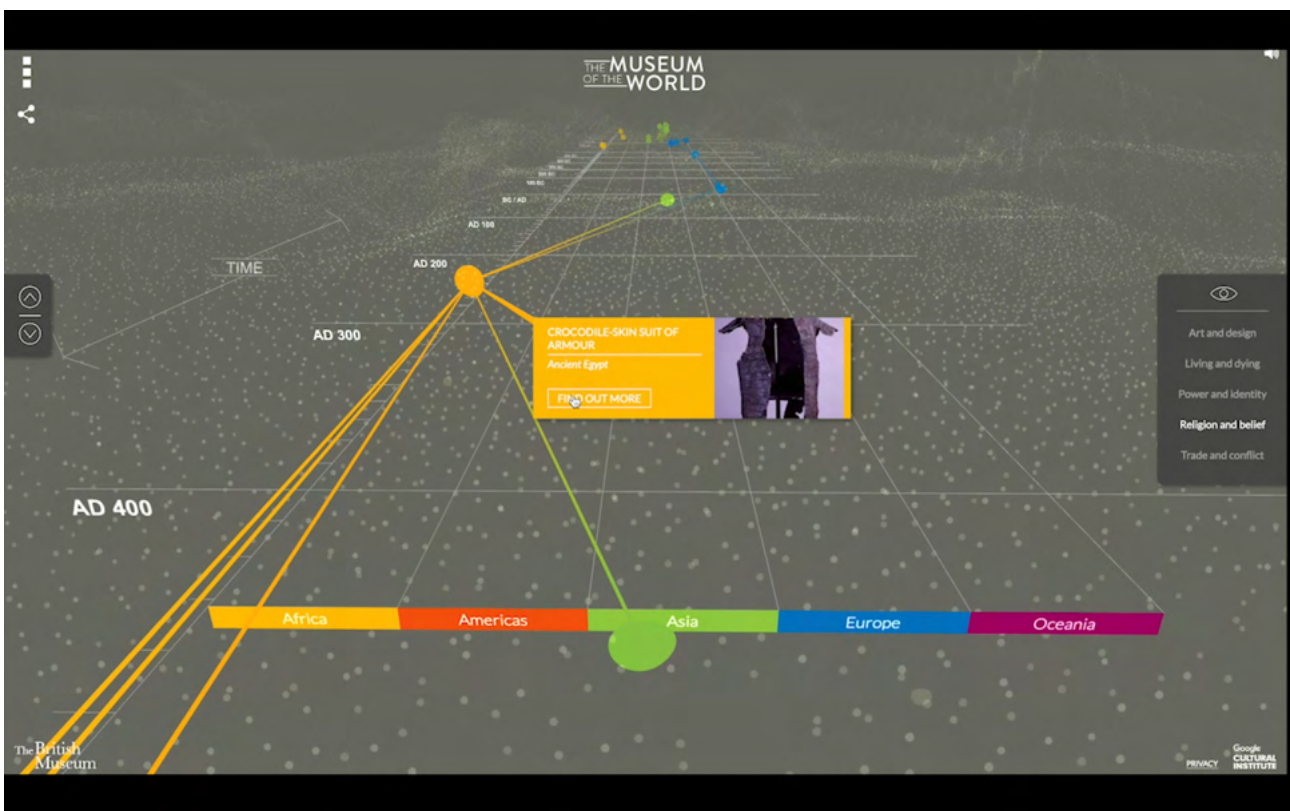 THE MUSEUM
OF THE WORLD
100 BC
BC / AD
AD 100
TIME
AD 200
AD 300
AD 400
CROCODILE-SKIN SUIT OF
ARMOUR
Ancient Egypt
FIND OUT MORE
Art and design
Living and dying
Power and identity
Religion and belief
Trade and conflict
Africa
Americas
Asia
Europe
Oceania
The British
Museum
PRIVACY
Google
CULTURAL
INSTITUTE